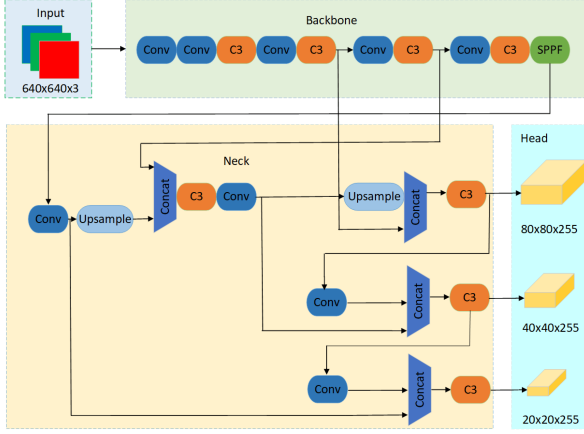 Input
Backbone
Conv Conv C3 Conv C3 Conv C3 Conv C3 SPPF
640x640x3
Neck
Head
Conv Upsample Concat C3 Conv Upsample Concat C3
80x80x255
Conv Concat C3
40x40x255
Conv Concat C3
20x20x255